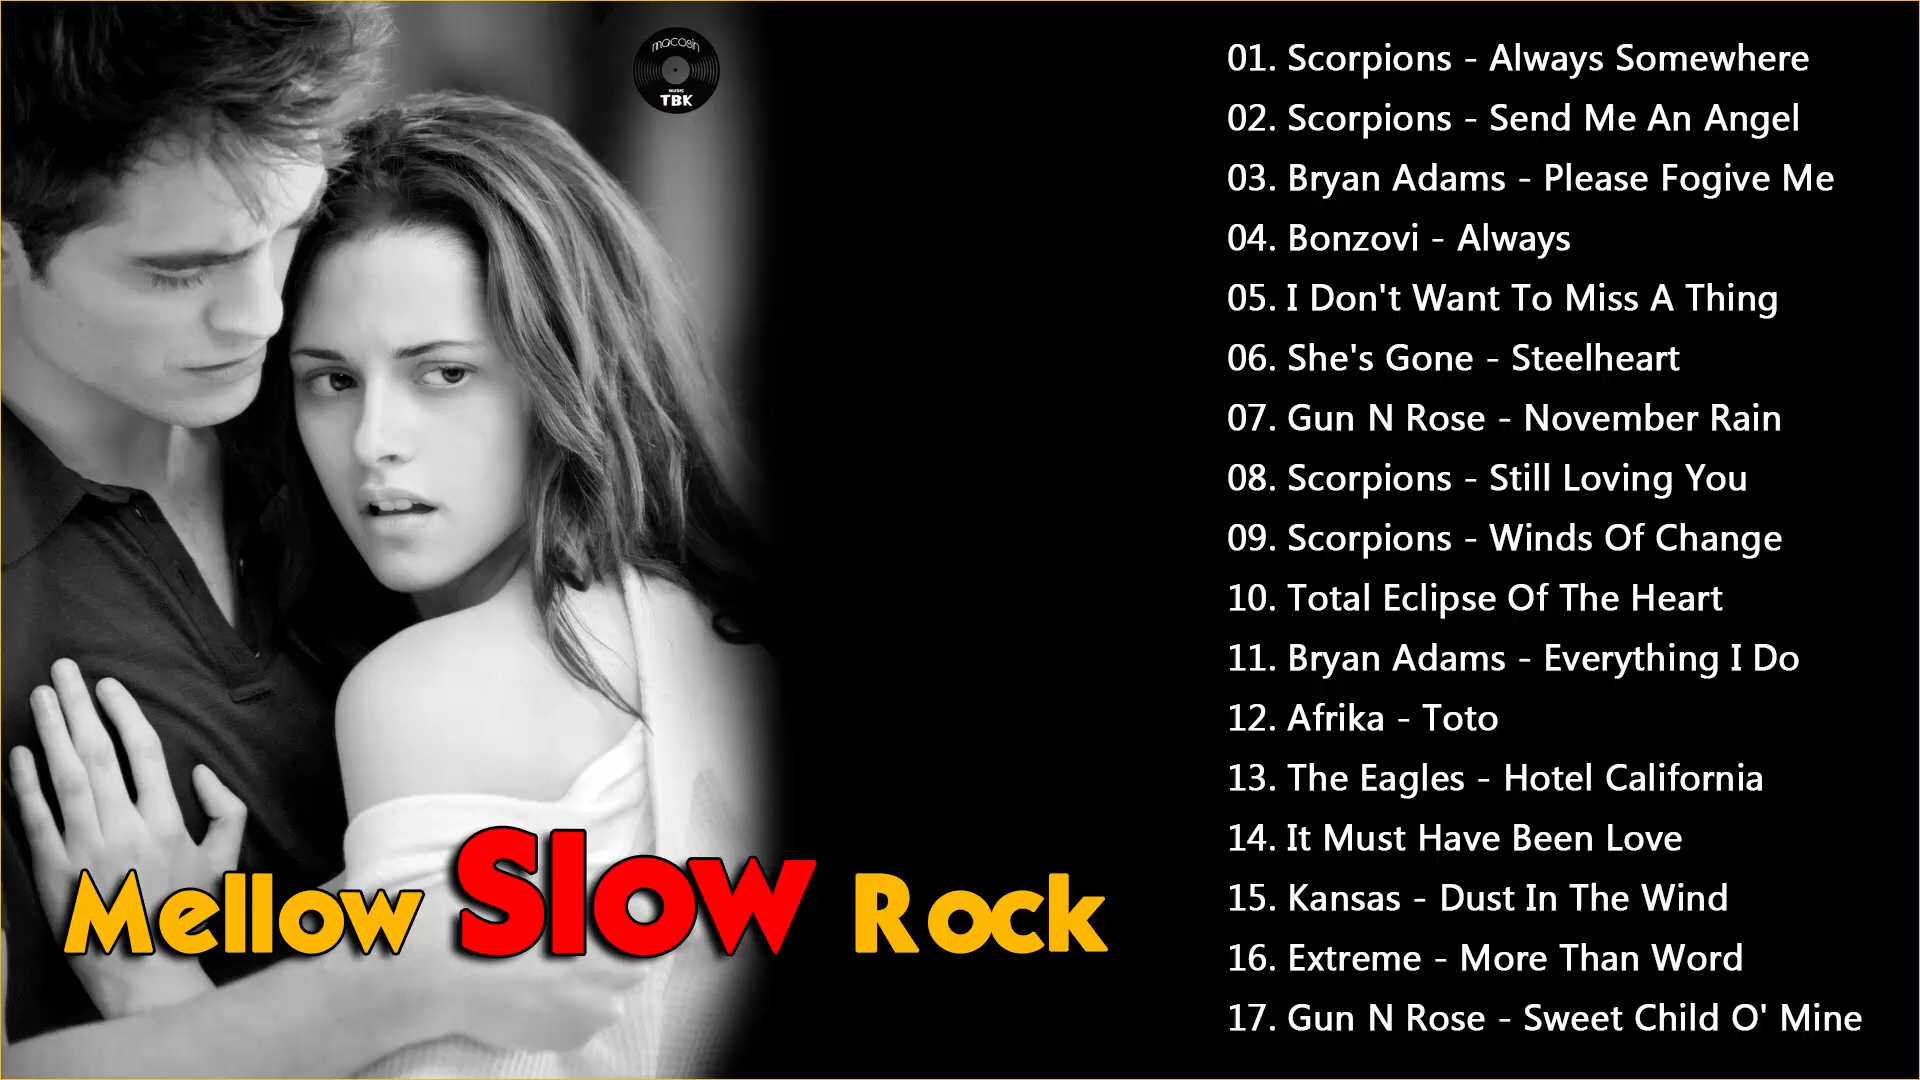 macosin
MUSIC
TBK
Mellow Slow Rock
01. Scorpions - Always Somewhere
02. Scorpions - Send Me An Angel
03. Bryan Adams - Please Fogive Me
04. Bonzovi - Always
05. I Don't Want To Miss A Thing
06. She's Gone - Steelheart
07. Gun N Rose - November Rain
08. Scorpions - Still Loving You
09. Scorpions - Winds Of Change
10. Total Eclipse Of The Heart
11. Bryan Adams - Everything I Do
12. Afrika - Toto
13. The Eagles - Hotel California
14. It Must Have Been Love
15. Kansas - Dust In The Wind
16. Extreme - More Than Word
17. Gun N Rose - Sweet Child O' Mine